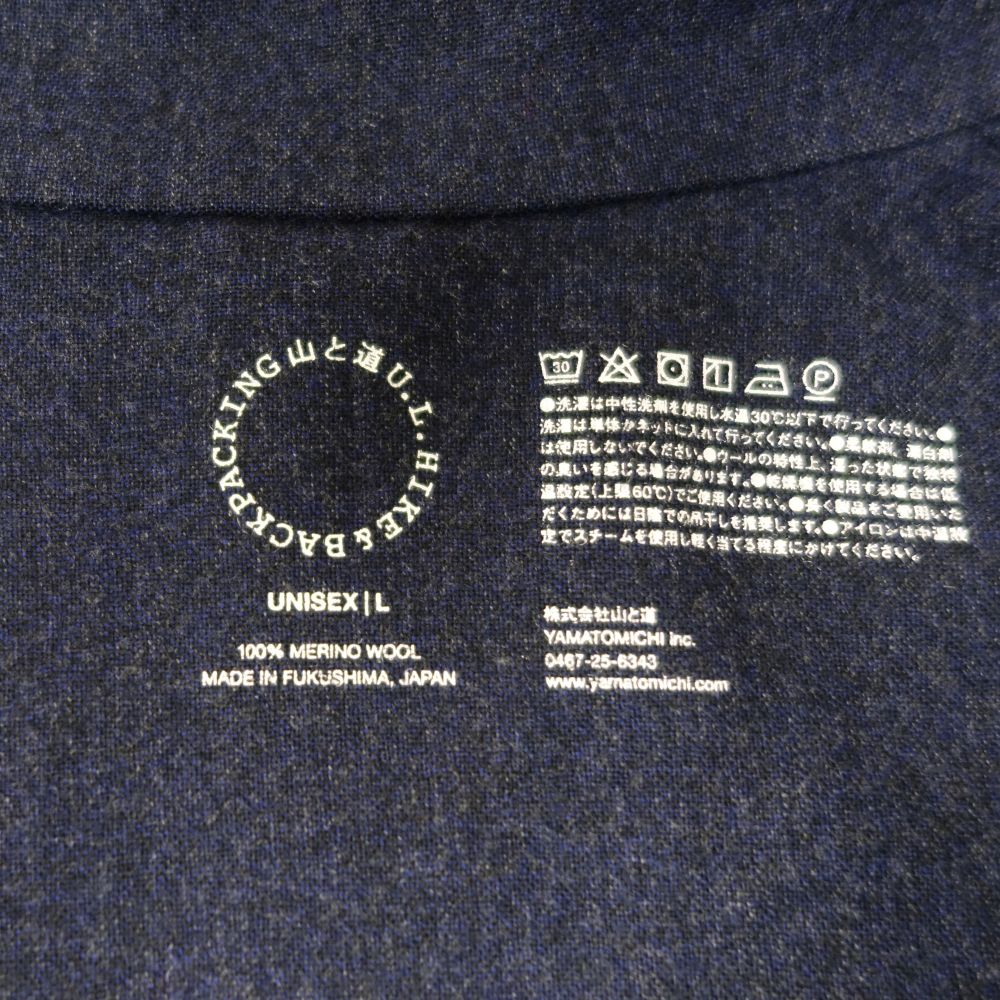 山と道 U.L.HIKE&BACKPACKING
UNISEX|L
100% MERINO WOOL
MADE IN FUKUSHIMA, JAPAN
30
P
●洗濯は中性洗剤を使用し水温30℃以下で行ってください。●
洗濯は単体かネットに入れて行ってください。●柔軟剤、漂白剤
は使用しないでください。●ウールの特性上、湿った状態で独特
の臭いを感じる場合があります。●乾燥機を使用する場合は低
温設定(上限60℃)でご使用ください。●長く製品をご使用いた
だくためには日陰での吊干しを推奨します。●アイロンは中温設
定でスチームを使用し軽く当てる程度にかけてください。
株式会社山と道
YAMATOMICHI Inc.
0467-25-6343
www.yamatomichi.com